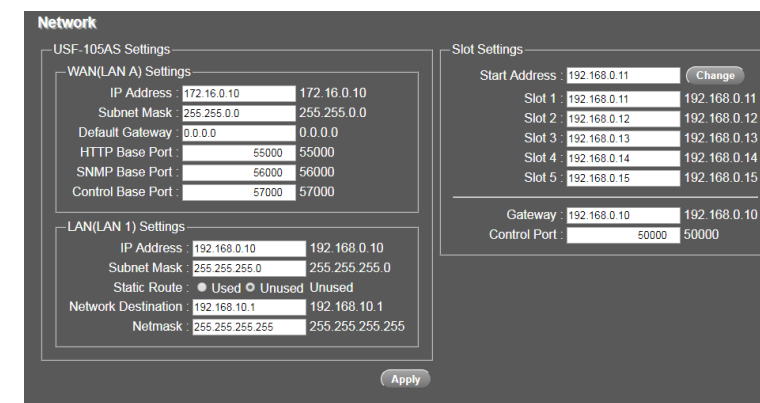 Network
USF-105AS Settings
WAN(LAN A) Settings
IP Address : 172.16.0.10 172.16.0.10
Subnet Mask : 255.255.0.0 255.255.0.0
Default Gateway : 0.0.0.0 0.0.0.0
HTTP Base Port : 55000 55000
SNMP Base Port : 56000 56000
Control Base Port : 57000 57000
LAN(LAN 1) Settings
IP Address : 192.168.0.10 192.168.0.10
Subnet Mask : 255.255.255.0 255.255.255.0
Static Route : Used Unused Unused
Network Destination : 192.168.10.1 192.168.10.1
Netmask : 255.255.255.255 255.255.255.255
Slot Settings
Start Address : 192.168.0.11 Change
Slot 1 : 192.168.0.11 192.168.0.11
Slot 2 : 192.168.0.12 192.168.0.12
Slot 3 : 192.168.0.13 192.168.0.13
Slot 4 : 192.168.0.14 192.168.0.14
Slot 5 : 192.168.0.15 192.168.0.15
Gateway : 192.168.0.10 192.168.0.10
Control Port : 50000 50000
Apply